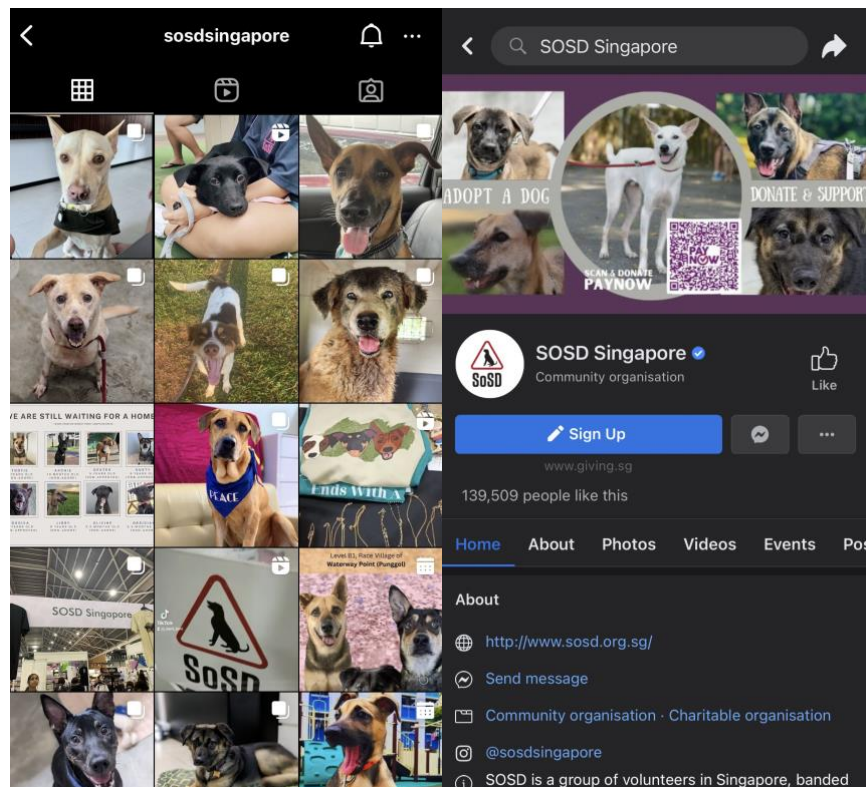 sosdsingapore
PEACE
WE ARE STILL WAITING FOR A HOME
Ends With A
SOSD Singapore
TikTok
SoSD
Level B1, Race Village of
Waterway Point (Punggol)
SOSD Singapore
ADOPT A DOG
DONATE & SUPPORT
PAY
NOW
SCAN & DONATE
PAYNOW
SoSD
SOSD Singapore
Community organisation
Like
Sign Up
www.giving.sg
139,509 people like this
Home About Photos Videos Events Pos
About
http://www.sosd.org.sg/
Send message
Community organisation · Charitable organisation
@sosdsingapore
SOSD is a group of volunteers in Singapore, banded